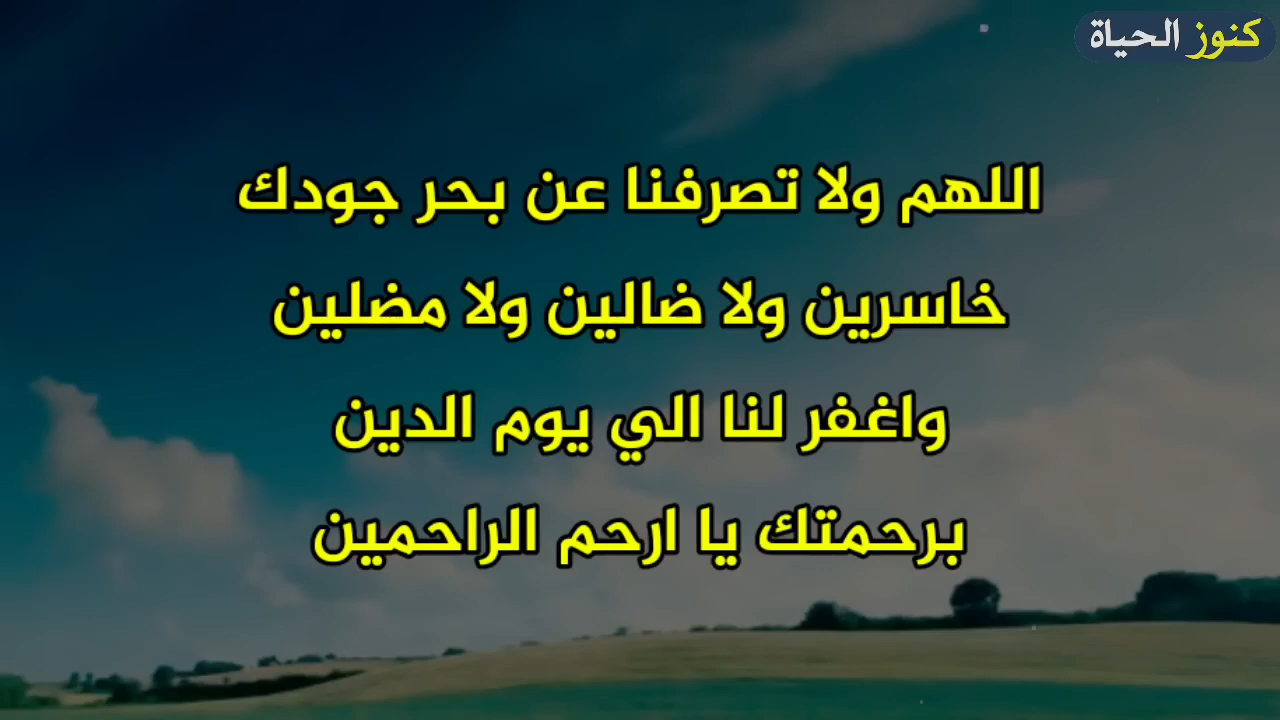 كنوز الحياة
اللهم ولا تصرفنا عن بحر جودك
خاسرين ولا ضالين ولا مضلين
واغفر لنا الي يوم الدين
برحمتك يا ارحم الراحمين